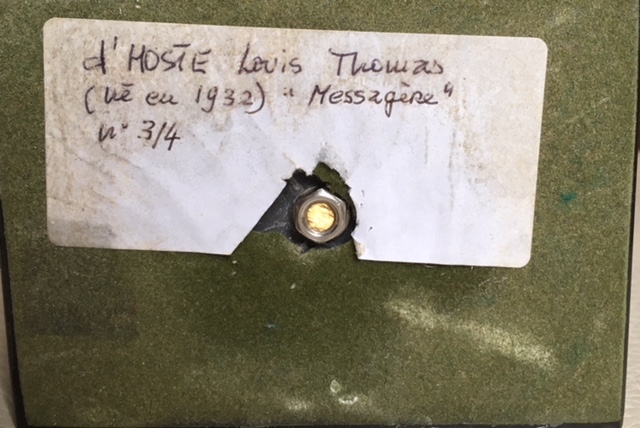 d'HOSTE Louis Thomas
(né en 1932) "Messagère"
n° 3/4